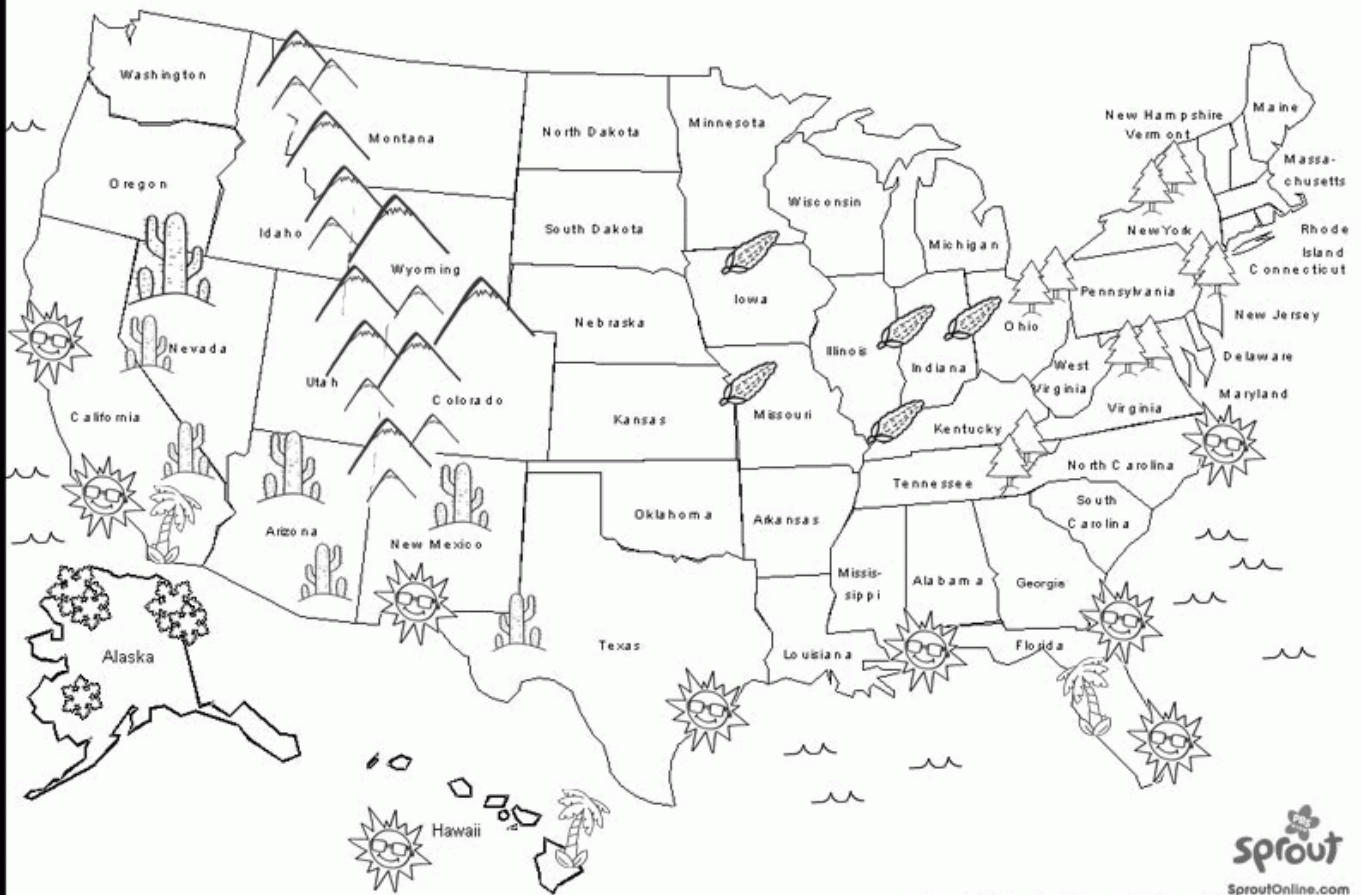 Washington
Montana
North Dakota
Minnesota
New Hampshire
Vermont
Maine
Massa-
chusetts
Oregon
Idaho
Wyoming
South Dakota
Wisconsin
Michigan
New York
Rhode
Island
Connecticut
Nevada
Utah
Colorado
Nebraska
Iowa
Illinois
Indiana
Ohio
Pennsylvania
New Jersey
Delaware
Maryland
California
Kansas
Missouri
Kentucky
West
Virginia
Virginia
Arizona
New Mexico
Oklahoma
Arkansas
Tennessee
North Carolina
South
Carolina
Texas
Louisiana
Missis-
sippi
Alabama
Georgia
Florida
Alaska
Hawaii
PBS
sprout
SproutOnline.com